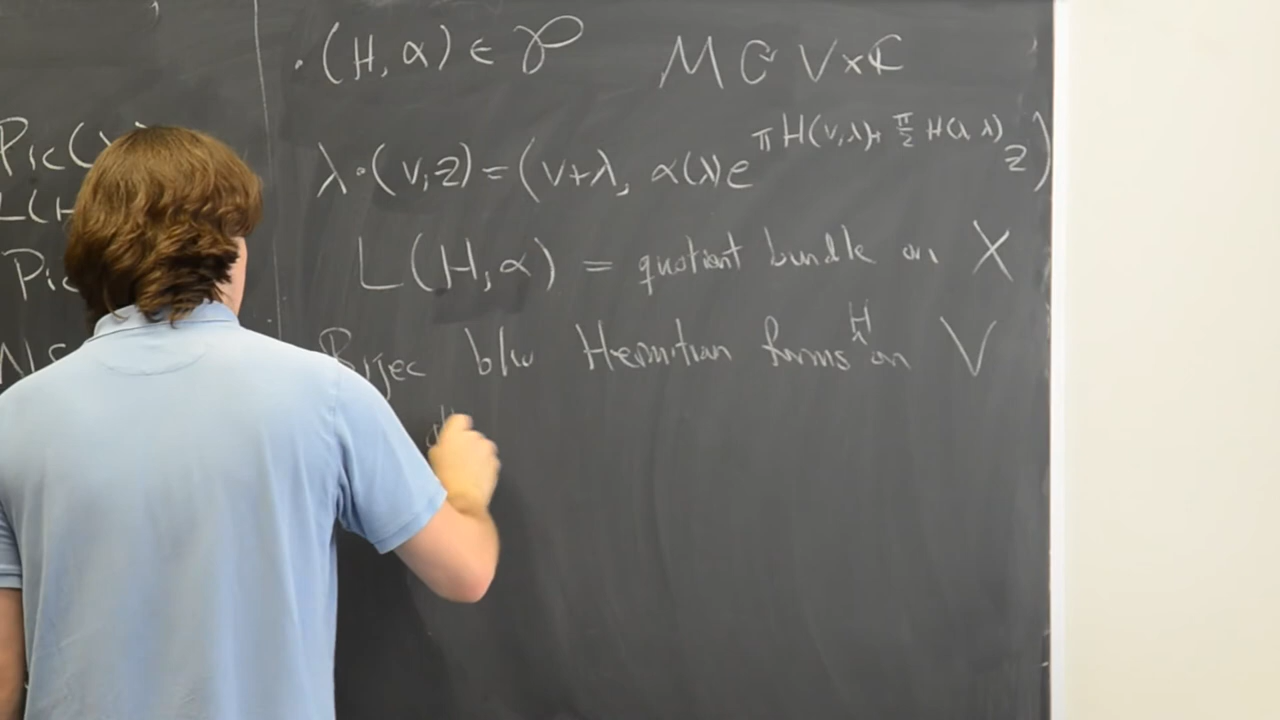 Pic(
L(H
Pic
NS
· (H, α) ∈ 𝒫 M ↻ V × ℂ
λ · (v, z) = (v+λ, α(λ) e^{πH(v,λ) + π/2 H(λ,λ)} z)
L(H, α) = quotient bundle on X
Bijec b/w Hermitian forms H on V